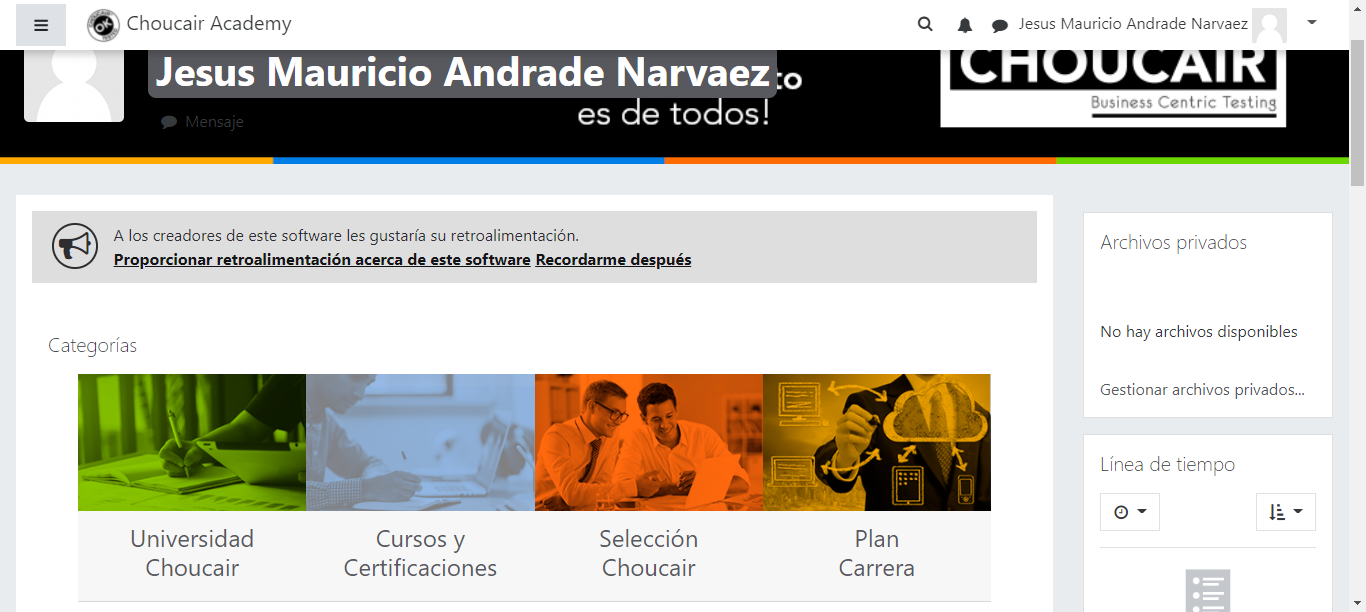 Choucair Academy
Jesus Mauricio Andrade Narvaez
Jesus Mauricio Andrade Narvaez
to
es de todos!
Mensaje
CHOUCAIR
Business Centric Testing
A los creadores de este software les gustaría su retroalimentación.
Proporcionar retroalimentación acerca de este software Recordarme después
Categorías
Universidad
Choucair
Cursos y
Certificaciones
Selección
Choucair
Plan
Carrera
Archivos privados
No hay archivos disponibles
Gestionar archivos privados...
Línea de tiempo